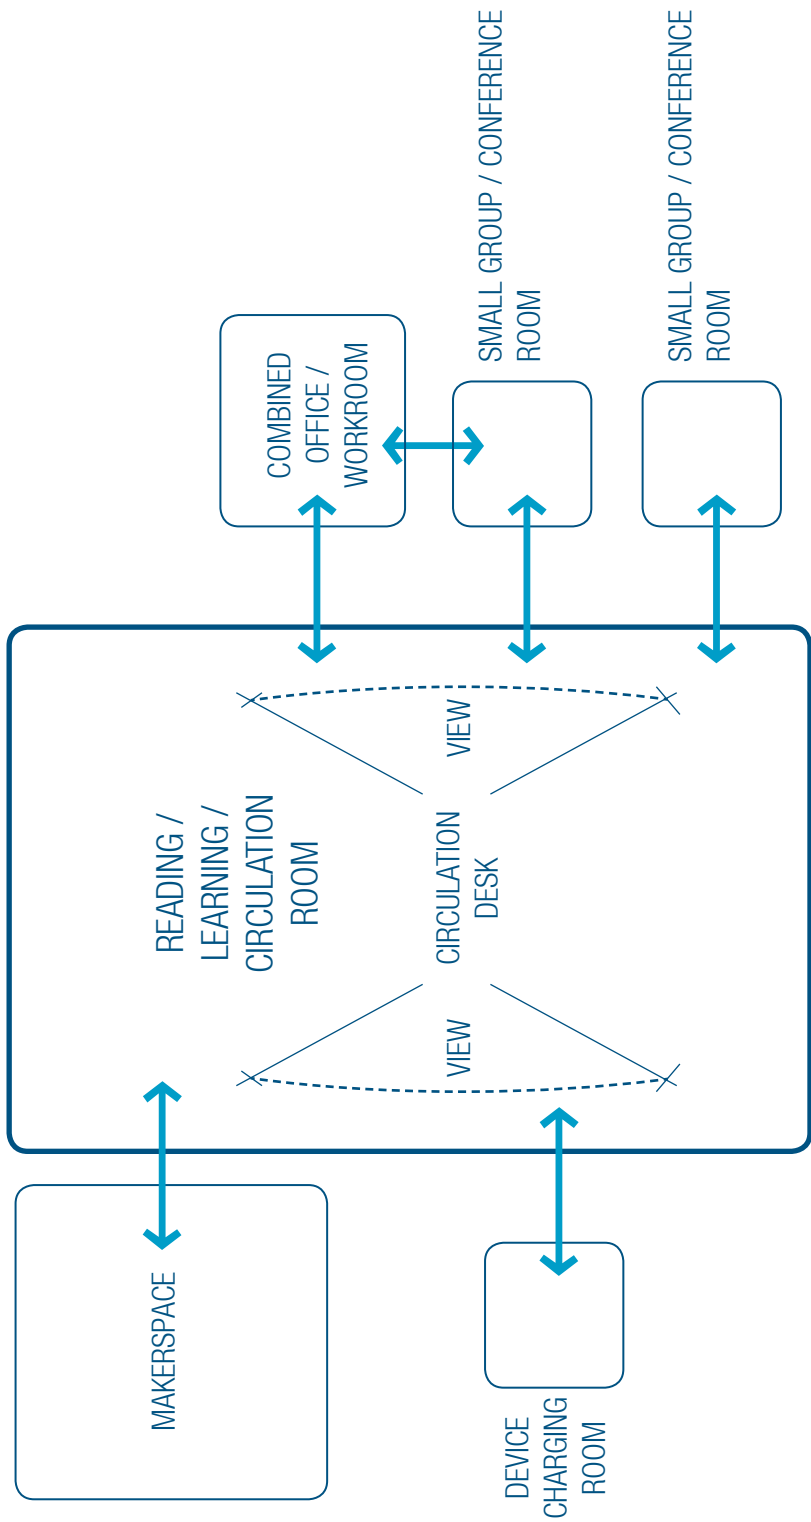 MAKERSPACE
READING /
LEARNING /
CIRCULATION
ROOM
COMBINED
OFFICE /
WORKROOM
VIEW
CIRCULATION
DESK
VIEW
SMALL GROUP / CONFERENCE
ROOM
DEVICE
CHARGING
ROOM
SMALL GROUP / CONFERENCE
ROOM